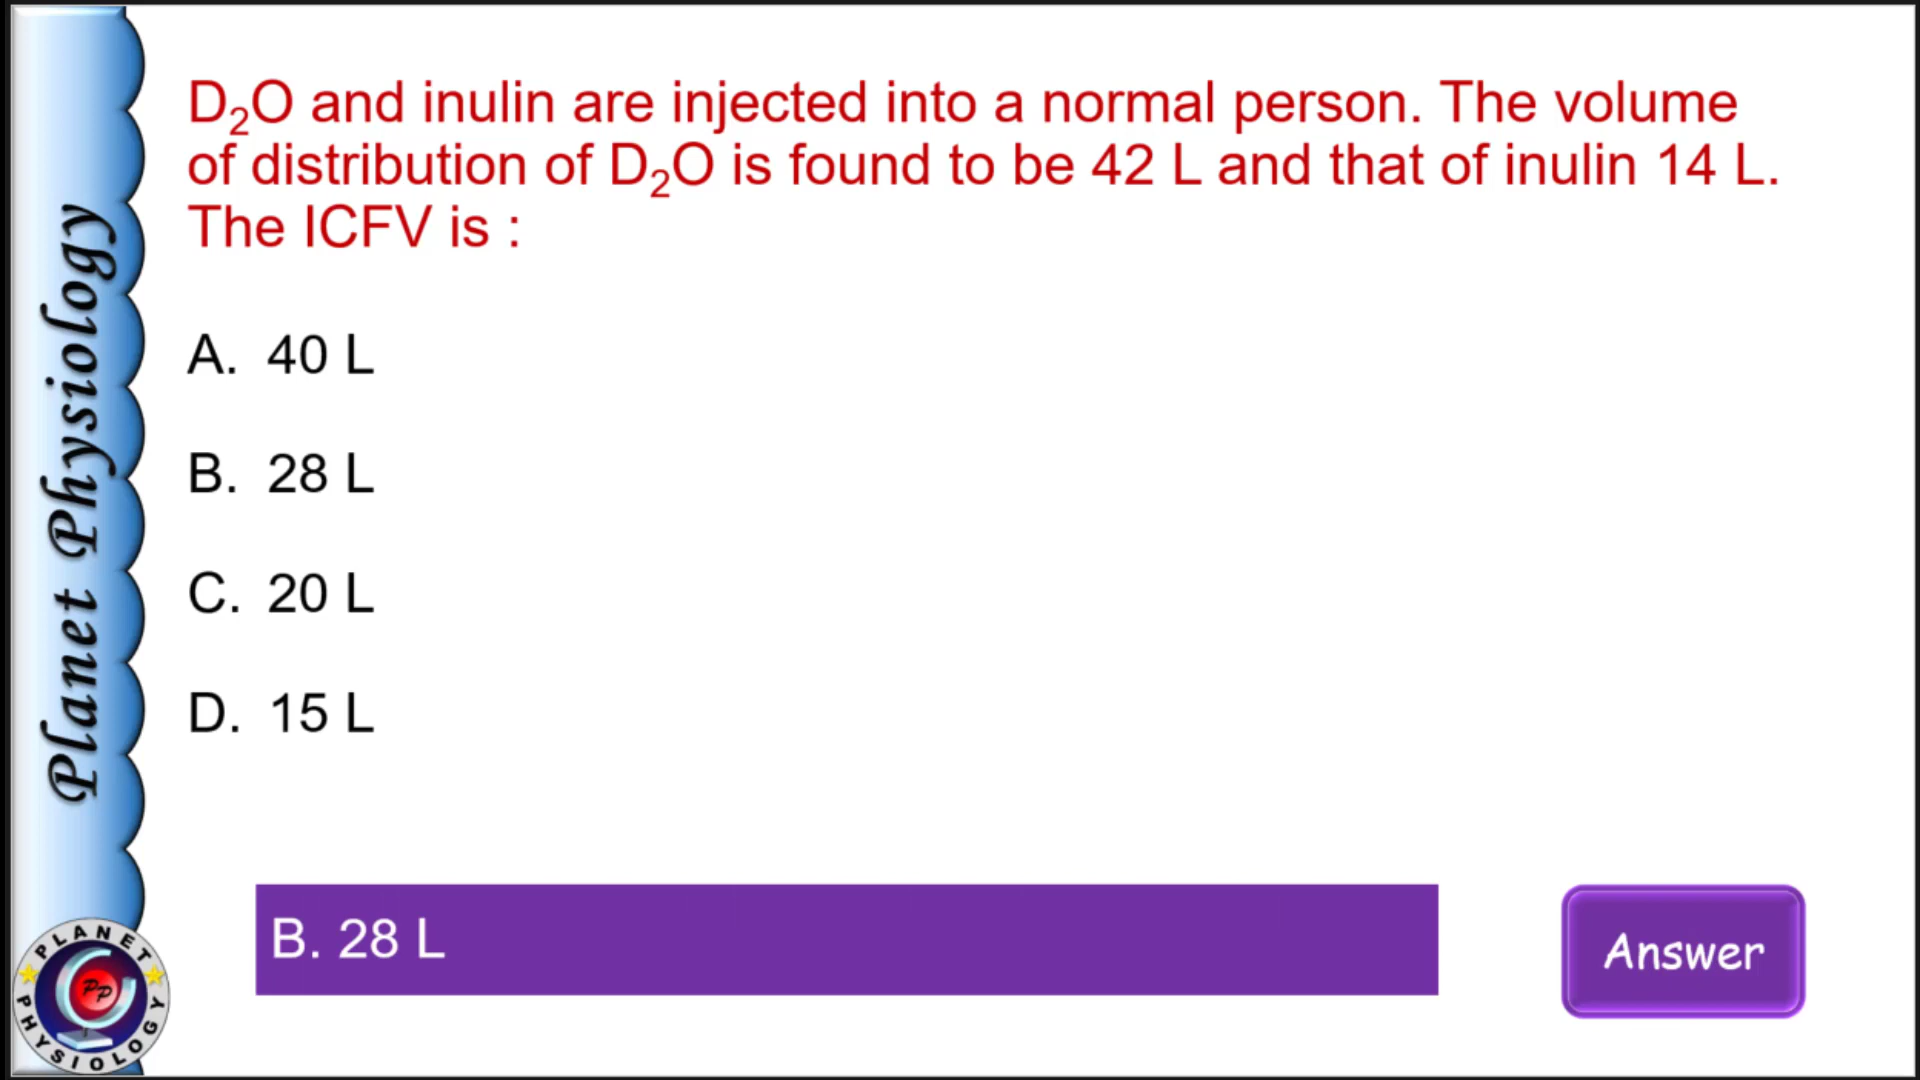 Planet Physiology
D₂O and inulin are injected into a normal person. The volume
of distribution of D₂O is found to be 42 L and that of inulin 14 L.
The ICFV is :
A. 40 L
B. 28 L
C. 20 L
D. 15 L
B. 28 L
Answer
PLANET
PP
PHYSIOLOGY